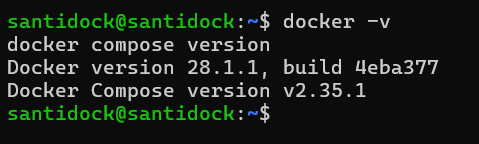 santidock@santidock:~$ docker -v
docker compose version
Docker version 28.1.1, build 4eba377
Docker Compose version v2.35.1
santidock@santidock:~$